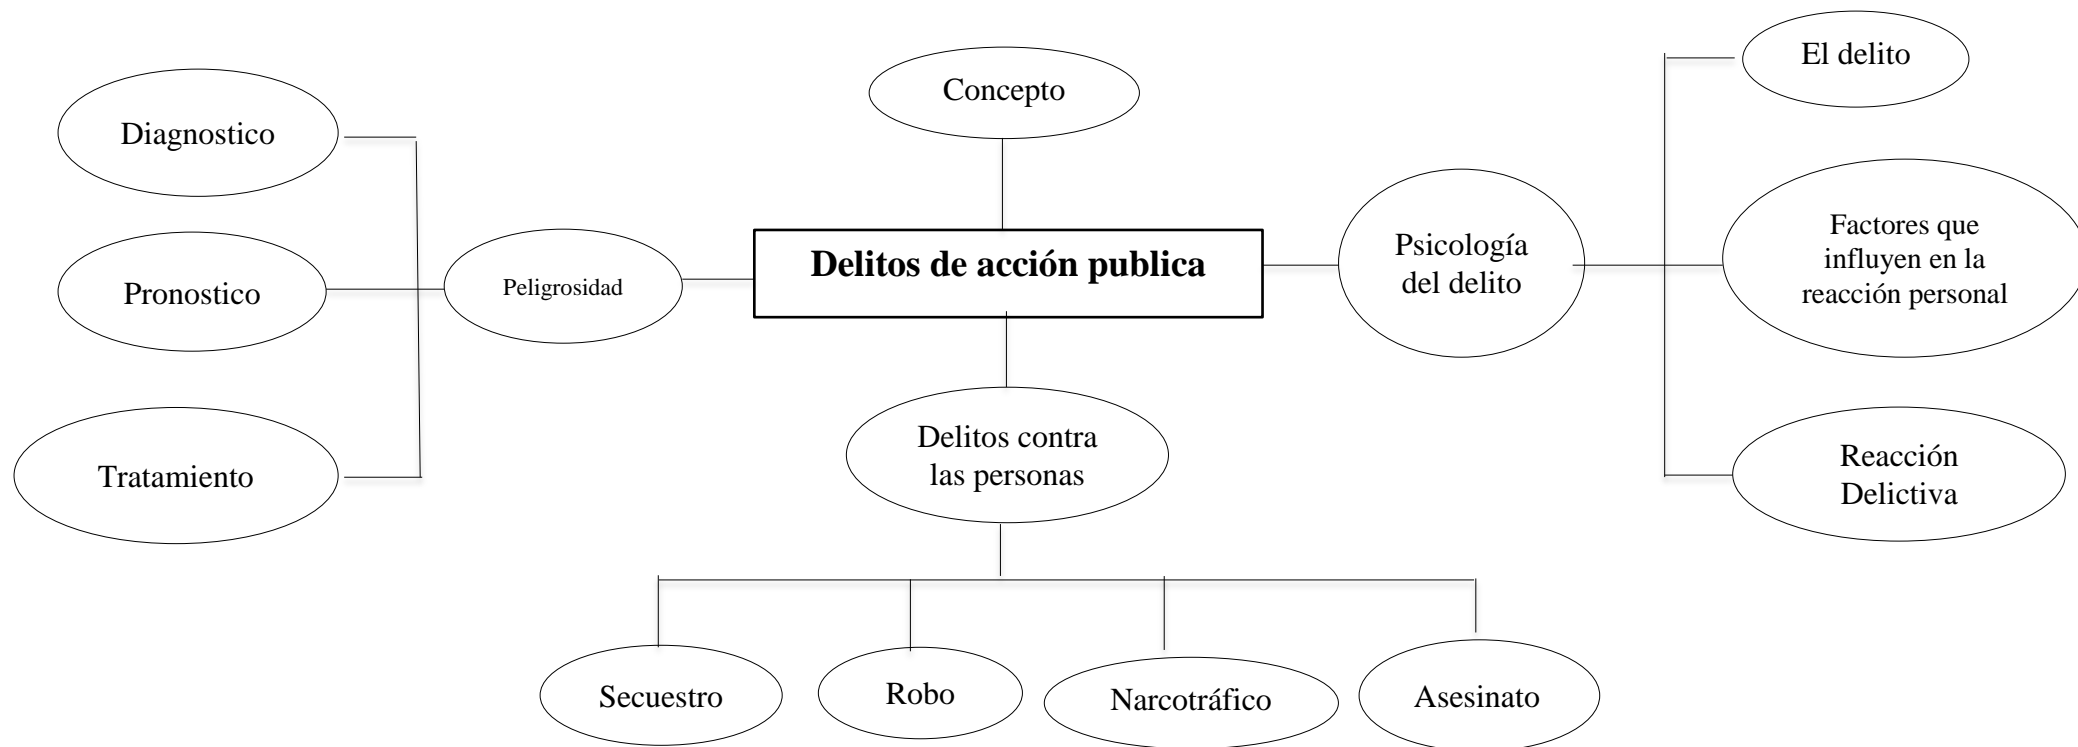 El delito
Concepto
Diagnostico
Factores que
influyen en la
reacción personal
Psicología
del delito
Delitos de acción publica
Peligrosidad
Pronostico
Delitos contra
las personas
Tratamiento
Reacción
Delictiva
Secuestro
Robo
Narcotráfico
Asesinato